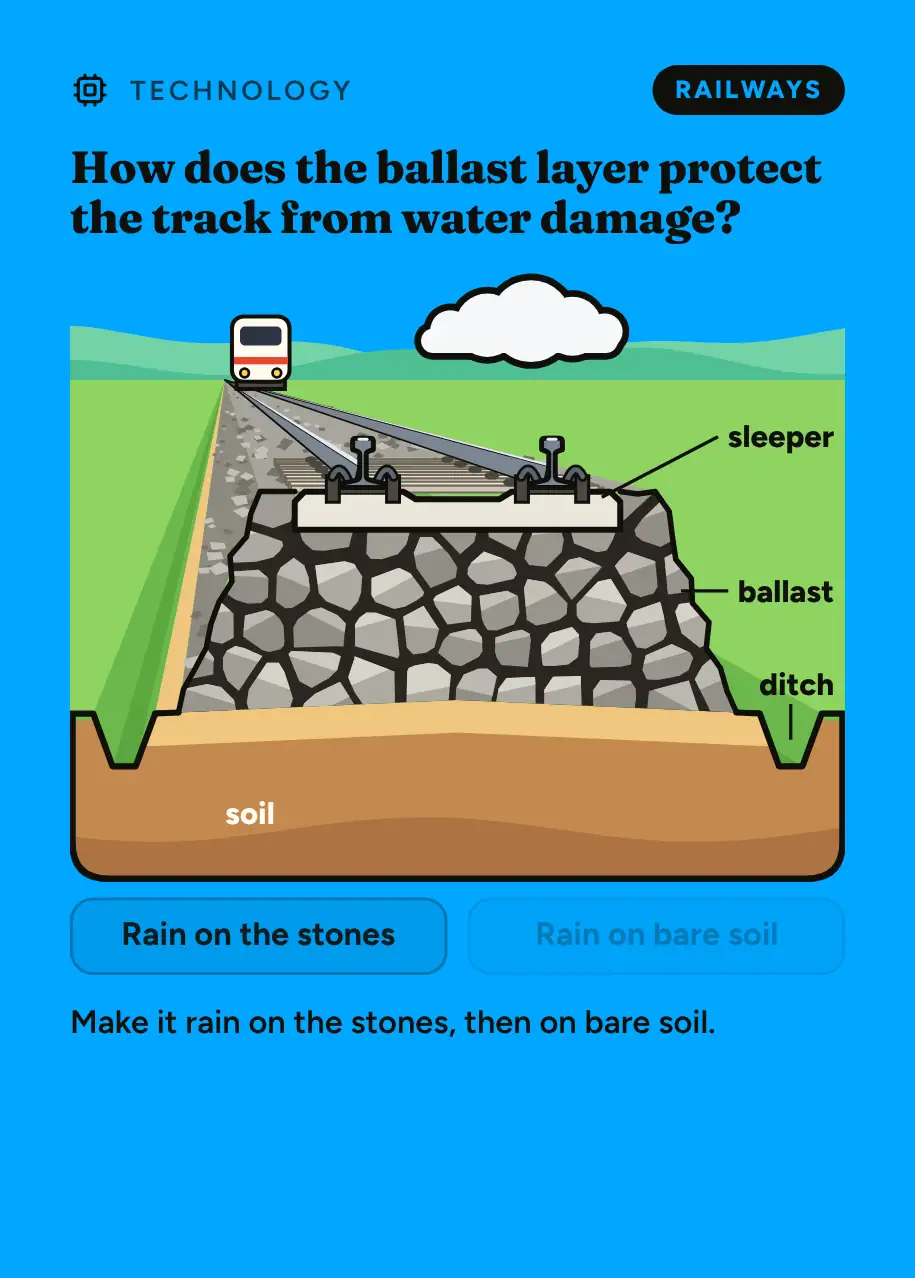 TECHNOLOGY
RAILWAYS
How does the ballast layer protect
the track from water damage?
sleeper
ballast
ditch
soil
Rain on the stones
Rain on bare soil
Make it rain on the stones, then on bare soil.